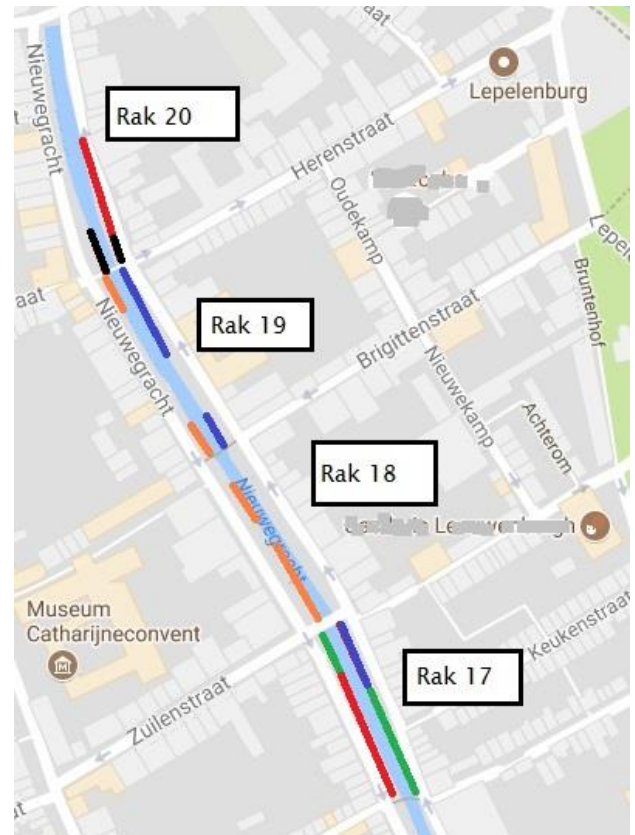 Nieuwegracht
Lepelenburg
Rak 20
Herenstraat
Oudekamp
Nieuwegracht
Rak 19
Brigittenstraat
Bruntenhof
Nieuwekamp
Achterom
Rak 18
Nieuwegracht
Museum
Catharijneconvent
Keukenstraat
Rak 17
Zuilenstraat